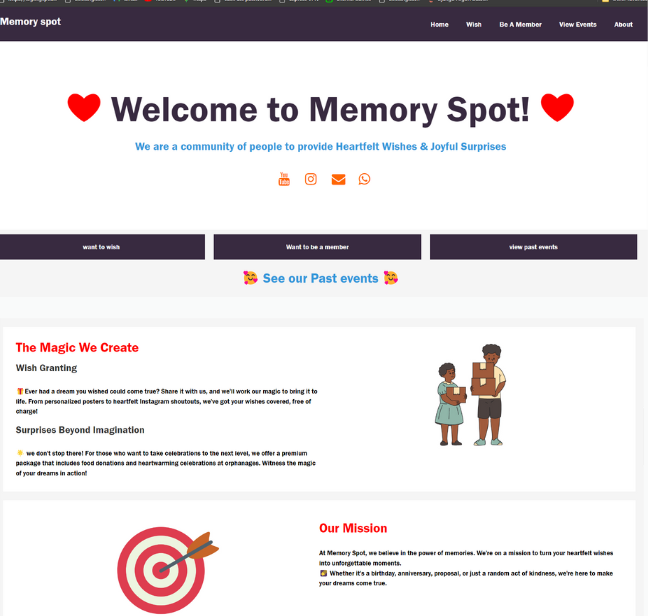 Memory spot
Home Wish Be A Member View Events About
❤️ Welcome to Memory Spot! ❤️
We are a community of people to provide Heartfelt Wishes & Joyful Surprises
You Tube
want to wish
Want to be a member
view past events
🥰 See our Past events 🥰
The Magic We Create
Wish Granting
🎁Ever had a dream you wished could come true? Share it with us, and we'll work our magic to bring it to
life. From personalized posters to heartfelt Instagram shoutouts, we've got your wishes covered, free of
charge!
Surprises Beyond Imagination
🌟 we don't stop there! For those who want to take celebrations to the next level, we offer a premium
package that includes food donations and heartwarming celebrations at orphanages. Witness the magic
of your dreams in action!
Our Mission
At Memory Spot, we believe in the power of memories. We're on a mission to turn your heartfelt wishes
into unforgettable moments.
🌠 Whether it's a birthday, anniversary, proposal, or just a random act of kindness, we're here to make
your dreams come true.